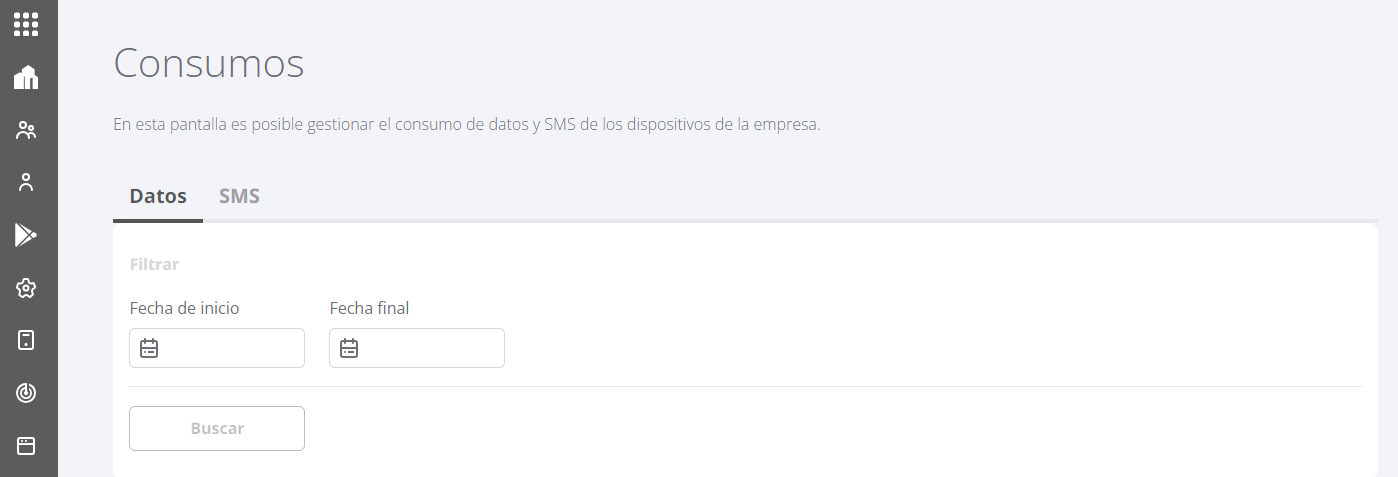 Consumos
En esta pantalla es posible gestionar el consumo de datos y SMS de los dispositivos de la empresa.
Datos SMS
Filtrar
Fecha de inicio Fecha final
Buscar